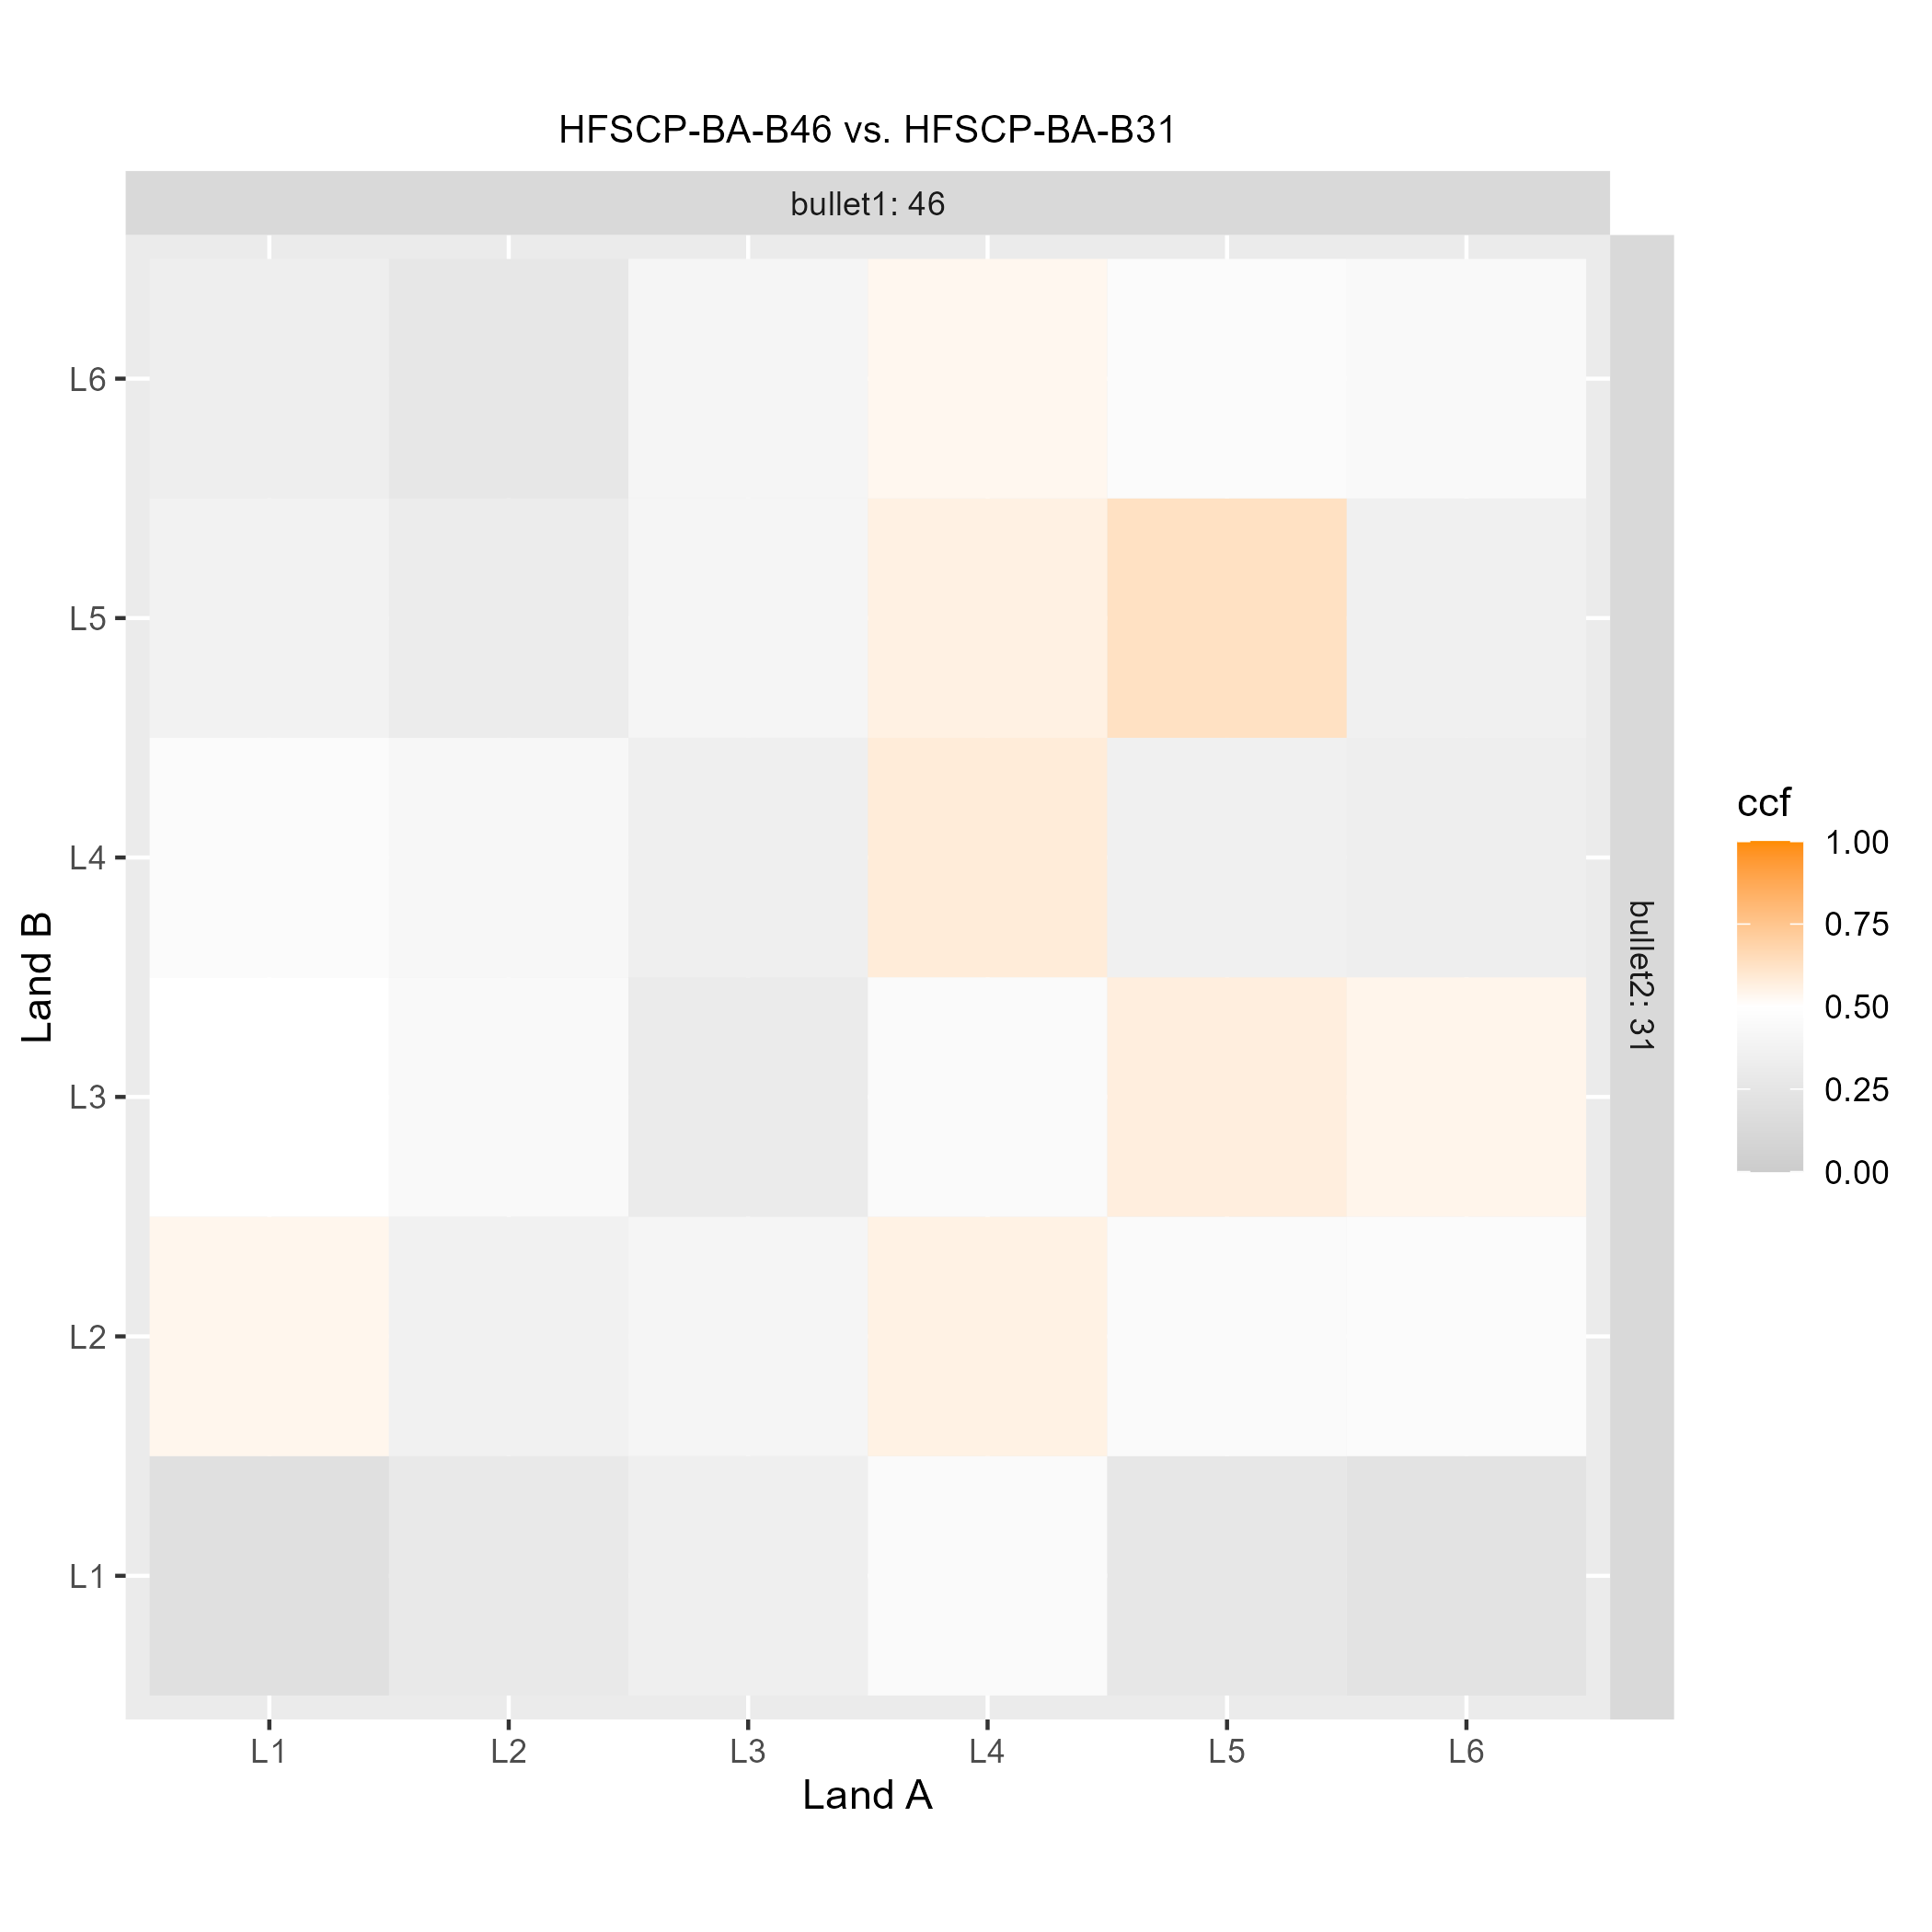 HFSCP-BA-B46 vs. HFSCP-BA-B31
bullet1: 46
L6
L5
L4
L3
L2
L1
Land B
bullet2: 31
L1 L2 L3 L4 L5 L6
Land A
ccf
1.00
0.75
0.50
0.25
0.00